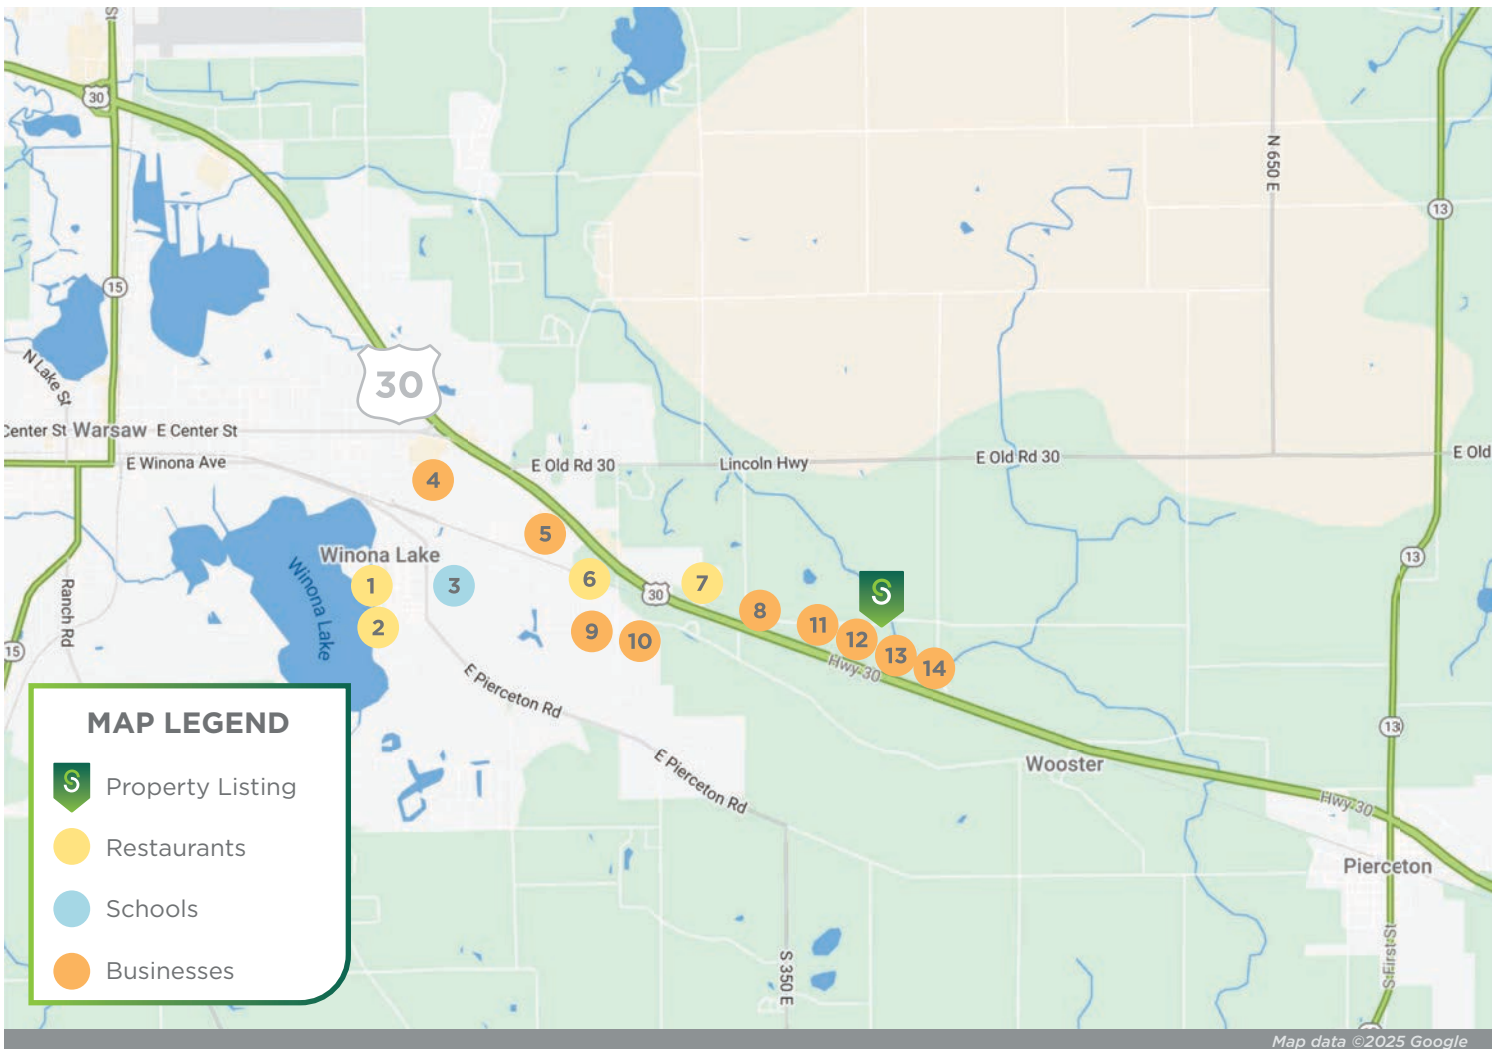 St
30
N 650 E
13
15
30
N Lake St
Center St Warsaw E Center St
E Winona Ave
E Old Rd 30
Lincoln Hwy
E Old Rd 30
E Old
4
5
Winona Lake
Winona Lake
1
2
3
6
7
30
8
9
10
11
12
13
14
Hwy 30
13
Ranch Rd
15
E Pierceton Rd
E Pierceton Rd
13
Wooster
Hwy 30
Pierceton
S First St
S 350 E
MAP LEGEND
Property Listing
Restaurants
Schools
Businesses
Map data ©2025 Google